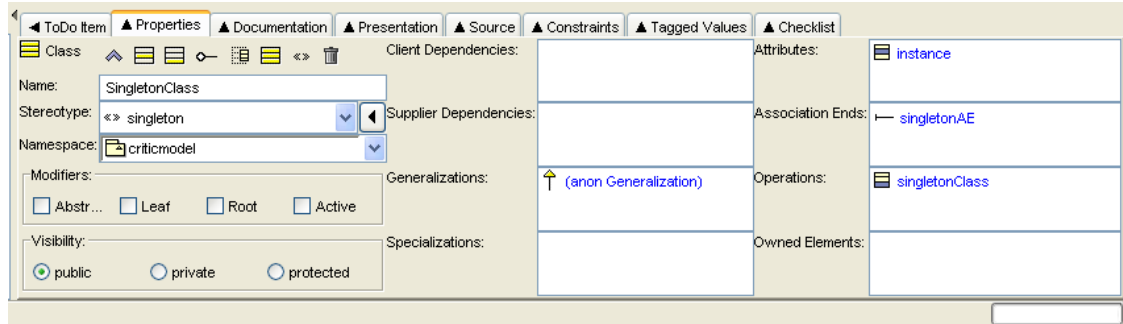 ToDo Item Properties Documentation Presentation Source Constraints Tagged Values Checklist
Class
Name: SingletonClass
Stereotype: «» singleton
Namespace: criticmodel
Modifiers:
Abstr... Leaf Root Active
Visibility:
public private protected
Client Dependencies:
Supplier Dependencies:
Generalizations: (anon Generalization)
Specializations:
Attributes: instance
Association Ends: singletonAE
Operations: singletonClass
Owned Elements: